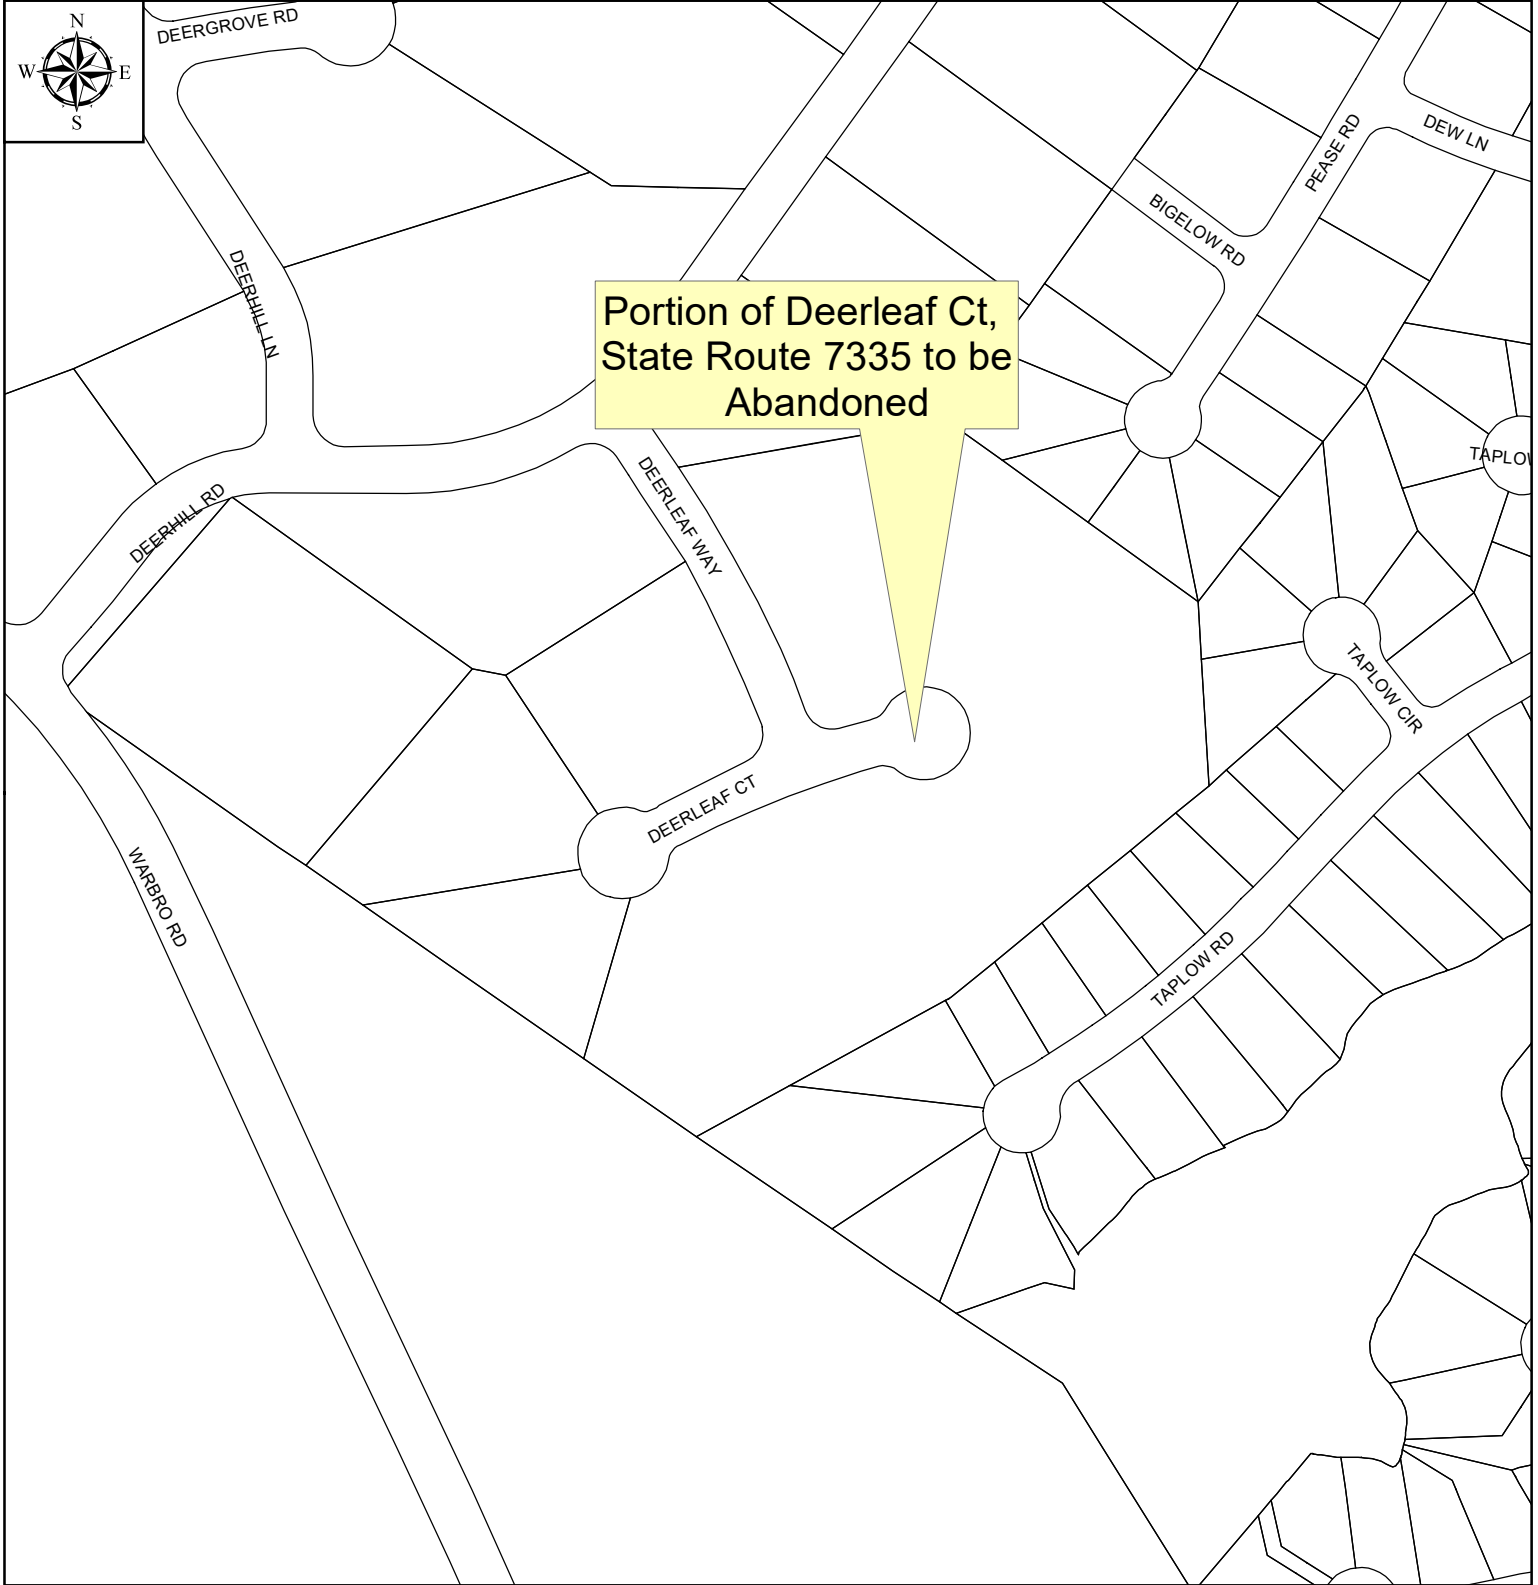 DEERGROVE RD
N
W
E
S
DEW LN
PEASE RD
BIGELOW RD
DEERHILL LN
Portion of Deerleaf Ct,
State Route 7335 to be
Abandoned
TAPLOW
DEERLEAF WAY
DEERHILL RD
TAPLOW CIR
DEERLEAF CT
WARBRO RD
TAPLOW RD